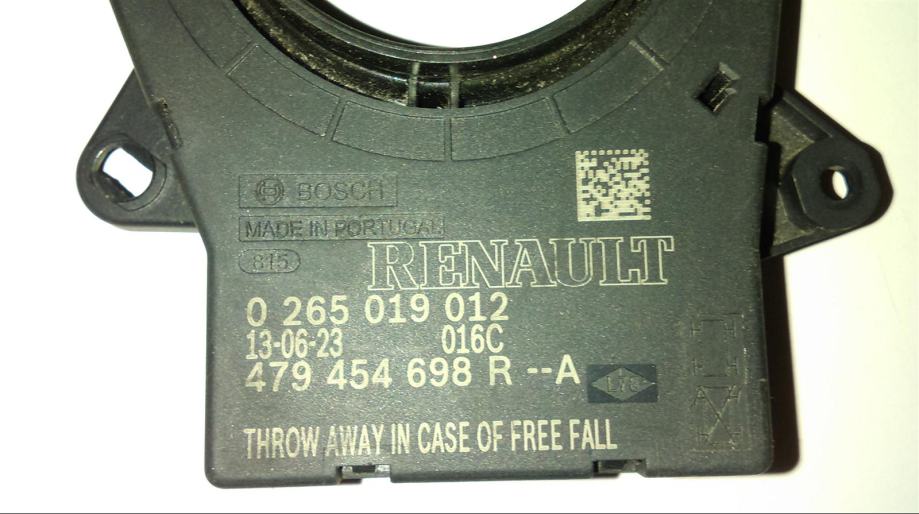 BOSCH
MADE IN PORTUGAL
815
RENAULT
0 265 019 012
13-06-23 016C
479 454 698 R --A
THROW AWAY IN CASE OF FREE FALL